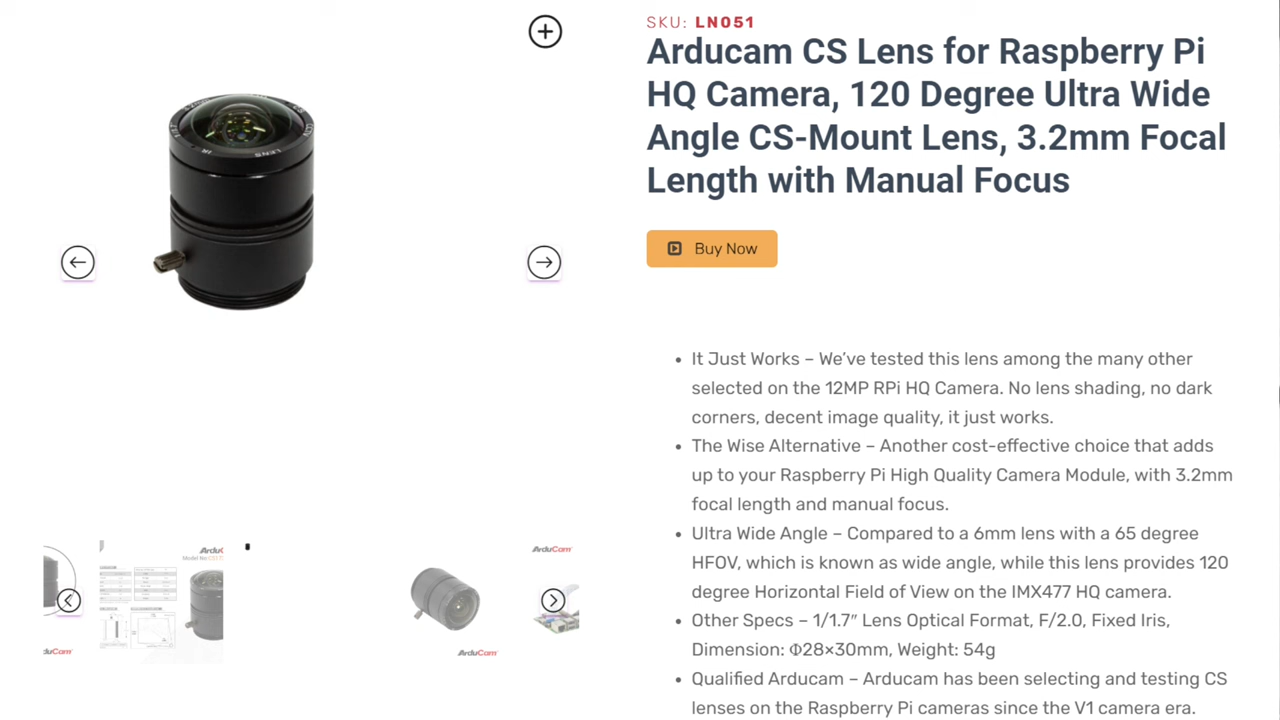 SKU: LN051
Arducam CS Lens for Raspberry Pi
HQ Camera, 120 Degree Ultra Wide
Angle CS-Mount Lens, 3.2mm Focal
Length with Manual Focus
Buy Now
It Just Works – We’ve tested this lens among the many other
selected on the 12MP RPi HQ Camera. No lens shading, no dark
corners, decent image quality, it just works.
The Wise Alternative – Another cost-effective choice that adds
up to your Raspberry Pi High Quality Camera Module, with 3.2mm
focal length and manual focus.
Ultra Wide Angle – Compared to a 6mm lens with a 65 degree
HFOV, which is known as wide angle, while this lens provides 120
degree Horizontal Field of View on the IMX477 HQ camera.
Other Specs – 1/1.7″ Lens Optical Format, F/2.0, Fixed Iris,
Dimension: Φ28×30mm, Weight: 54g
Qualified Arducam – Arducam has been selecting and testing CS
lenses on the Raspberry Pi cameras since the V1 camera era.
LENS
IR
ArduC
Model No
ArduCam
ArduCam
duCam